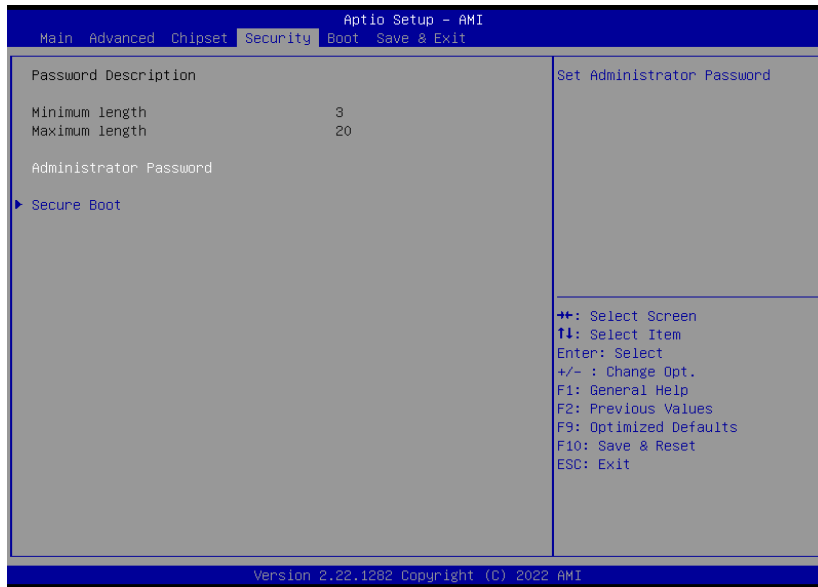 Aptio Setup – AMI
Main Advanced Chipset Security Boot Save & Exit
Password Description
Minimum length 3
Maximum length 20
Administrator Password
Secure Boot
Set Administrator Password
→←: Select Screen
↑↓: Select Item
Enter: Select
+/- : Change Opt.
F1: General Help
F2: Previous Values
F9: Optimized Defaults
F10: Save & Reset
ESC: Exit
Version 2.22.1282 Copyright (C) 2022 AMI